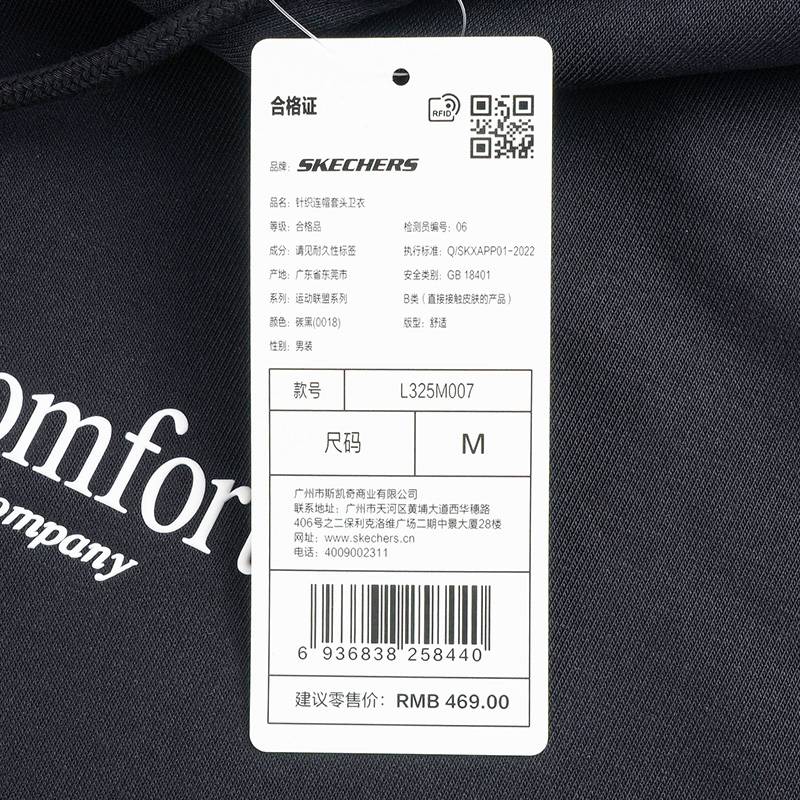 合格证
RFID
品牌: SKECHERS
品名: 针织连帽套头卫衣
等级: 合格品 检测员编号: 06
成分: 请见耐久性标签 执行标准: Q/SKXAPP01-2022
产地: 广东省东莞市 安全类别: GB 18401
系列: 运动联盟系列 B类(直接接触皮肤的产品)
颜色: 碳黑(0018) 版型: 舒适
性别: 男装
款号 L325M007
尺码 M
广州市斯凯奇商业有限公司
联系地址: 广州市天河区黄埔大道西华穗路
406号之二保利克洛维广场二期中景大厦28楼
网址: www.skechers.cn
电话: 4009002311
6 936838 258440
建议零售价: RMB 469.00
omfor
ompany